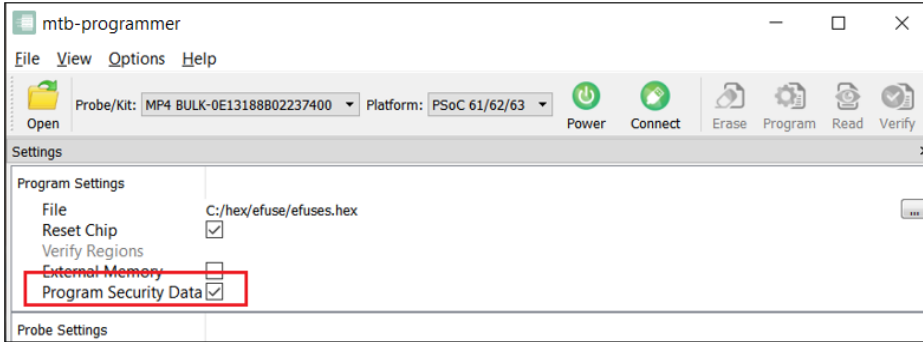 mtb-programmer
File View Options Help
Open Probe/Kit: MP4 BULK-0E13188B02237400 Platform: PSoC 61/62/63 Power Connect Erase Program Read Verify
Settings
Program Settings
File C:/hex/efuse/efuses.hex ...
Reset Chip
Verify Regions
External Memory
Program Security Data
Probe Settings